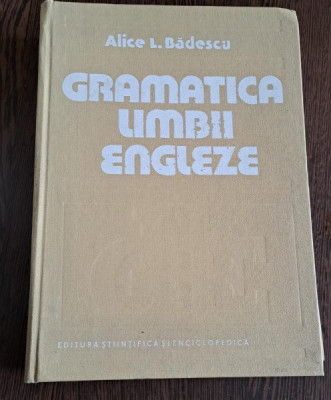 Alice L. Bădescu
GRAMATICA
LIMBII
ENGLEZE
EDITURA ŞTIINŢIFICĂ ŞI ENCICLOPEDICĂ